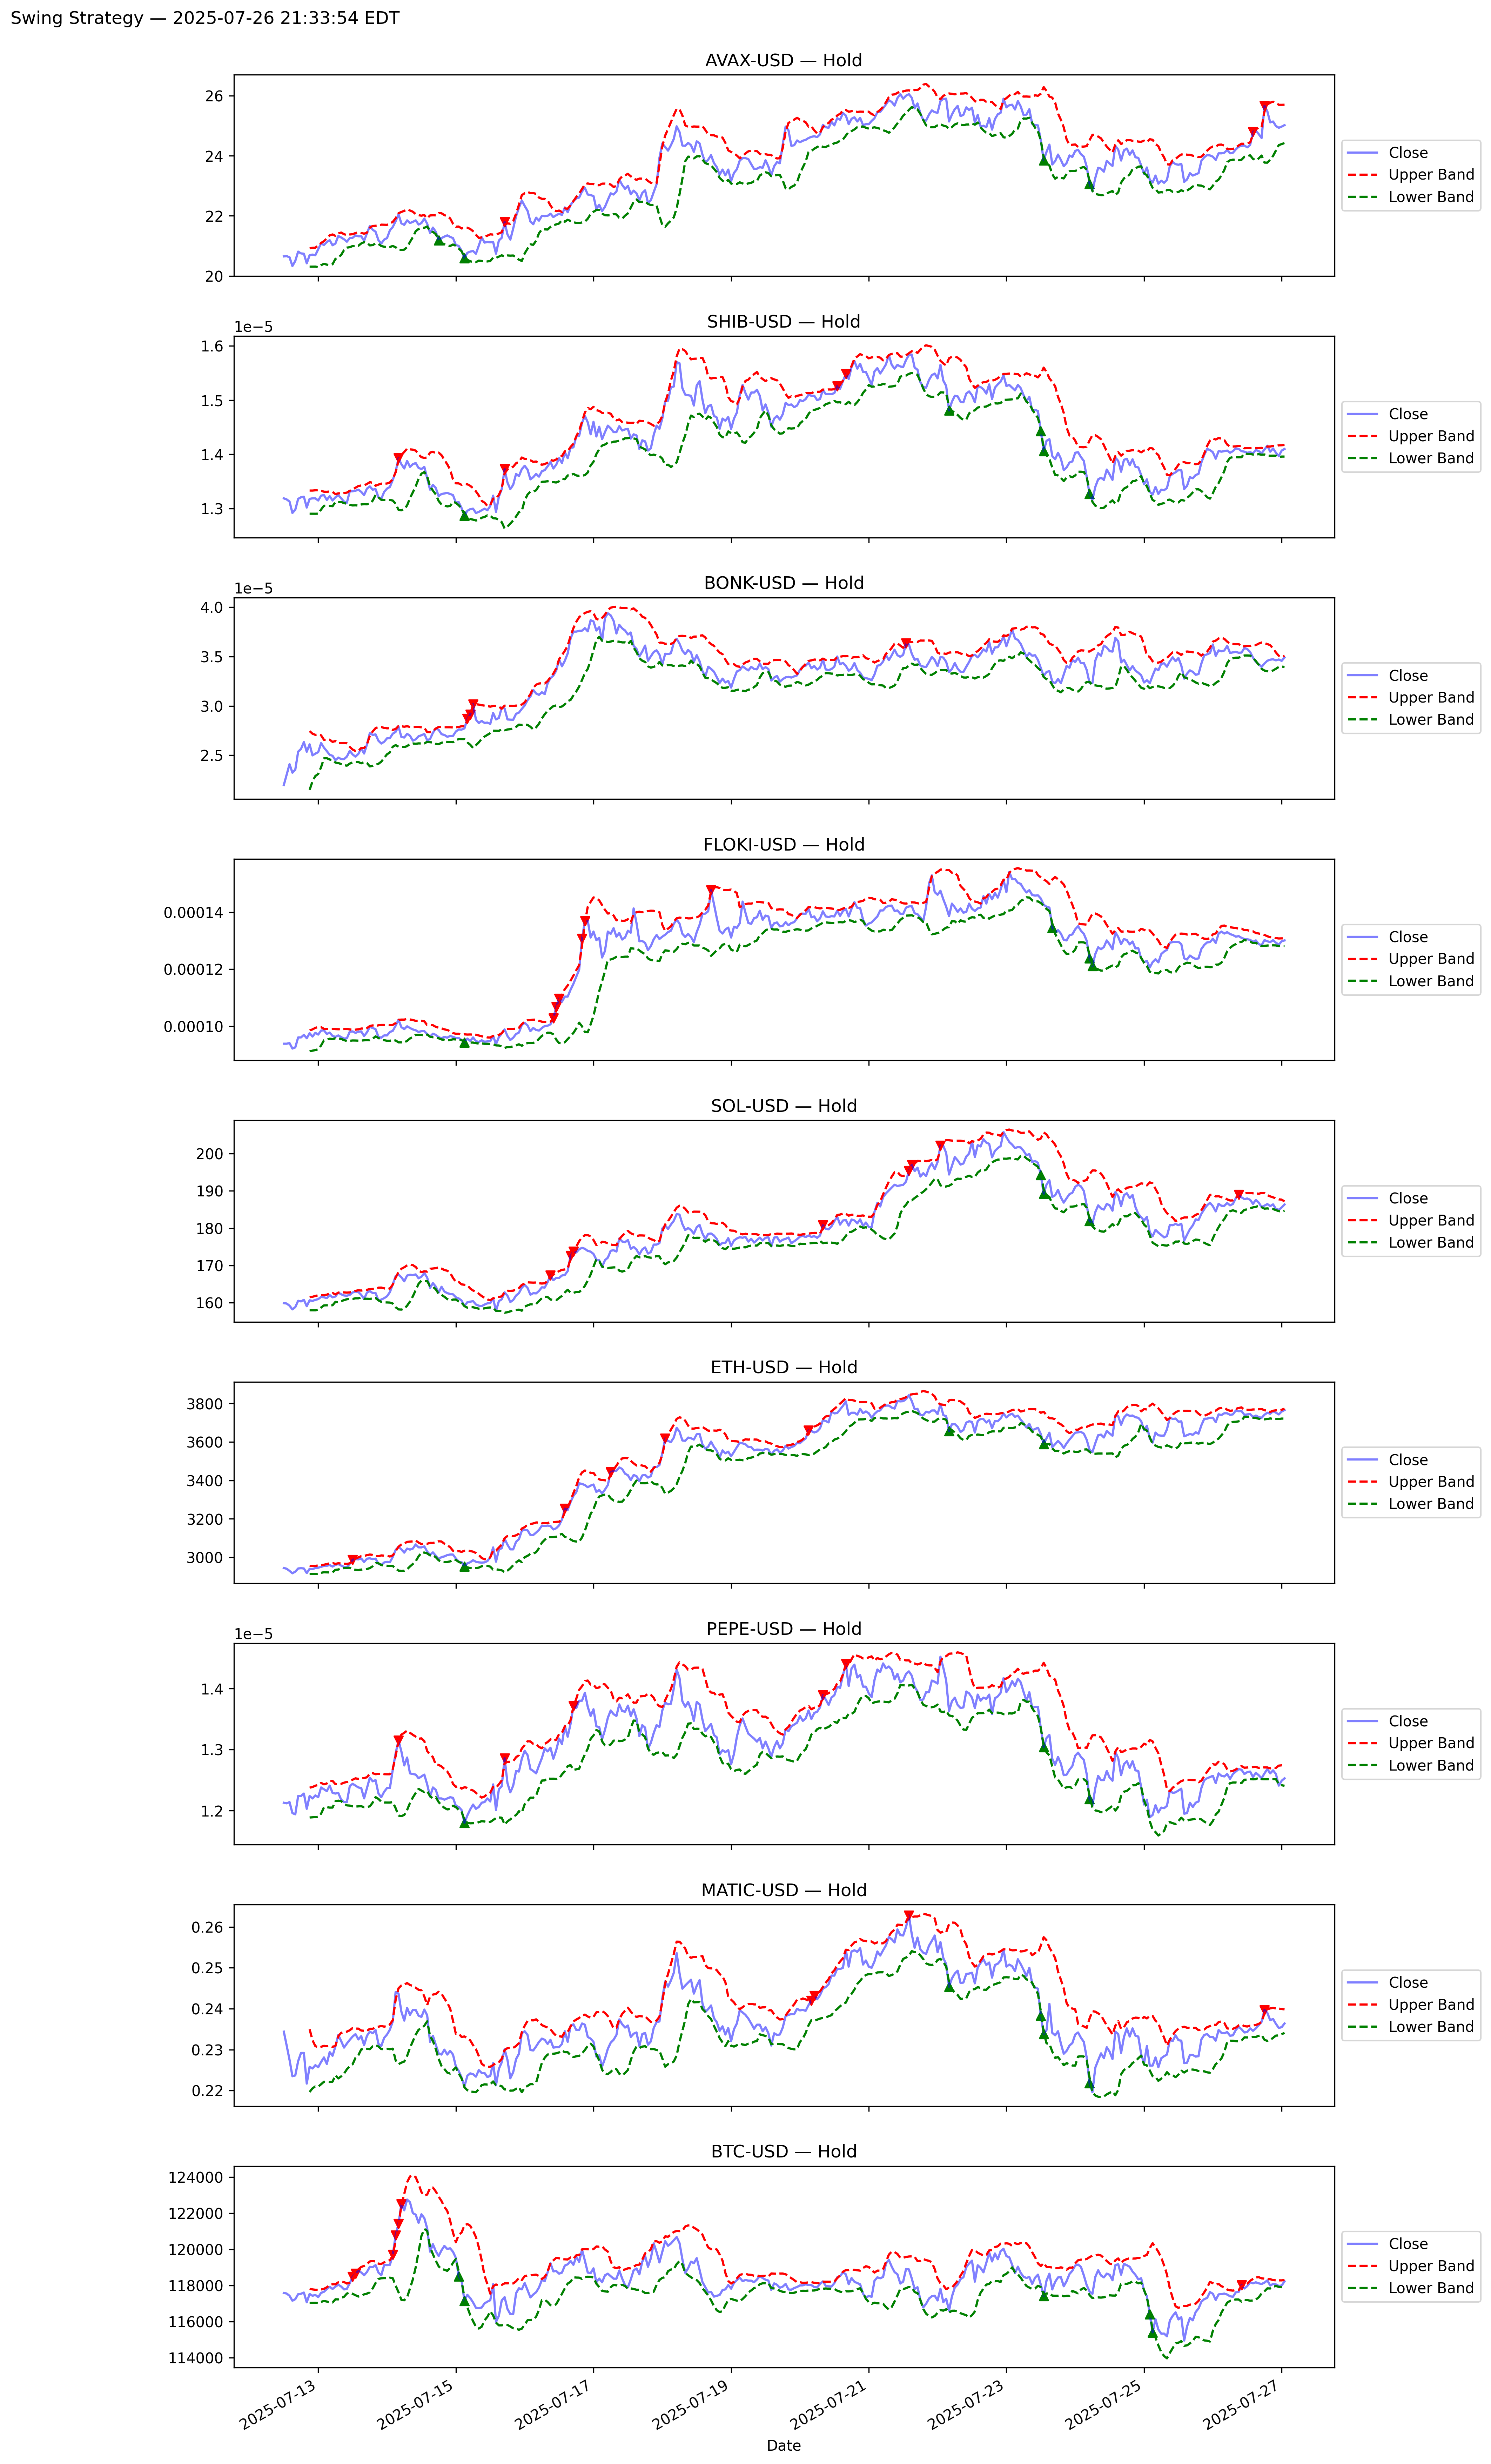 Swing Strategy — 2025-07-26 21:33:54 EDT
AVAX-USD — Hold
26
24
22
20
Close
Upper Band
Lower Band
SHIB-USD — Hold
1e−5
1.6
1.5
1.4
1.3
Close
Upper Band
Lower Band
BONK-USD — Hold
1e−5
4.0
3.5
3.0
2.5
Close
Upper Band
Lower Band
FLOKI-USD — Hold
0.00014
0.00012
0.00010
Close
Upper Band
Lower Band
SOL-USD — Hold
200
190
180
170
160
Close
Upper Band
Lower Band
ETH-USD — Hold
3800
3600
3400
3200
3000
Close
Upper Band
Lower Band
PEPE-USD — Hold
1e−5
1.4
1.3
1.2
Close
Upper Band
Lower Band
MATIC-USD — Hold
0.26
0.25
0.24
0.23
0.22
Close
Upper Band
Lower Band
BTC-USD — Hold
124000
122000
120000
118000
116000
114000
Close
Upper Band
Lower Band
2025-07-13
2025-07-15
2025-07-17
2025-07-19
2025-07-21
2025-07-23
2025-07-25
2025-07-27
Date